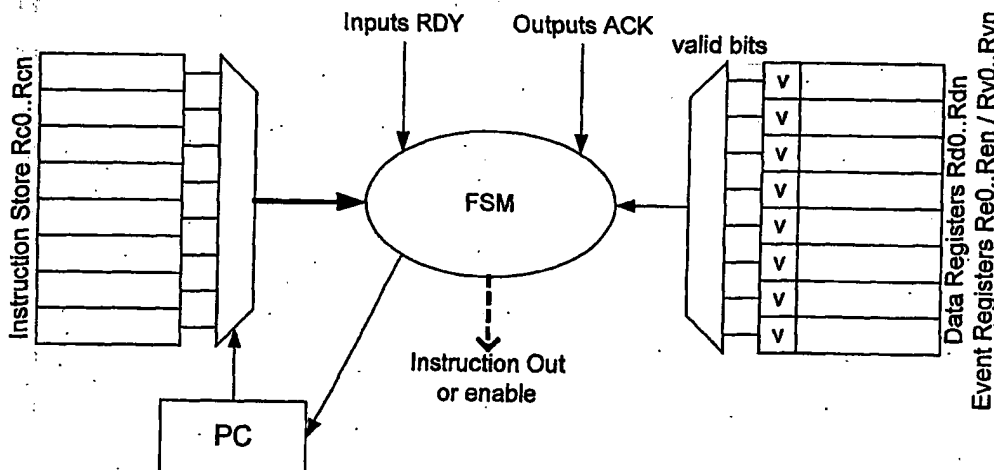 Inputs RDY
Outputs ACK
valid bits
Instruction Store Rc0..Rcn
FSM
v
v
v
v
v
v
v
v
Data Registers Rd0..Rdn
Event Registers Re0..Ren / Rv0..Rvn
Instruction Out
or enable
PC